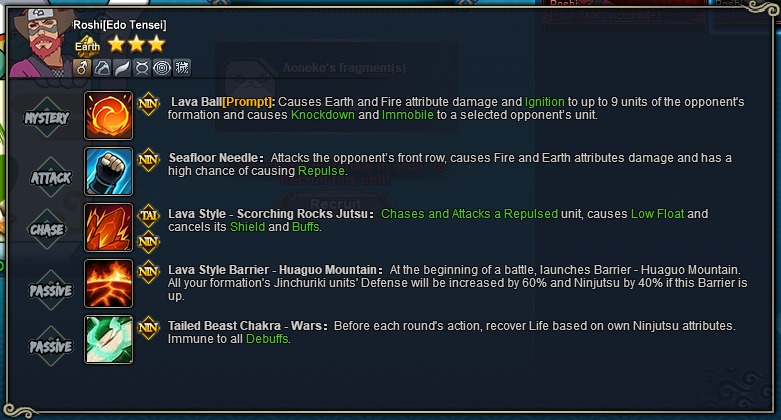 Roshi[Edo Tensei]
Earth
Aoneko's fragment(s)
MYSTERY
NIN
Lava Ball[Prompt]: Causes Earth and Fire attribute damage and Ignition to up to 9 units of the opponent's
formation and causes Knockdown and Immobile to a selected opponent's unit.
ATTACK
NIN
Seafloor Needle： Attacks the opponent's front row, causes Fire and Earth attributes damage and has a
high chance of causing Repulse.
Recruit
CHASE
TAI
NIN
Lava Style - Scorching Rocks Jutsu： Chases and Attacks a Repulsed unit, causes Low Float and
cancels its Shield and Buffs.
PASSIVE
NIN
Lava Style Barrier - Huaguo Mountain： At the beginning of a battle, launches Barrier - Huaguo Mountain.
All your formation's Jinchuriki units' Defense will be increased by 60% and Ninjutsu by 40% if this Barrier is
up.
PASSIVE
NIN
Tailed Beast Chakra - Wars： Before each round's action, recover Life based on own Ninjutsu attributes.
Immune to all Debuffs.